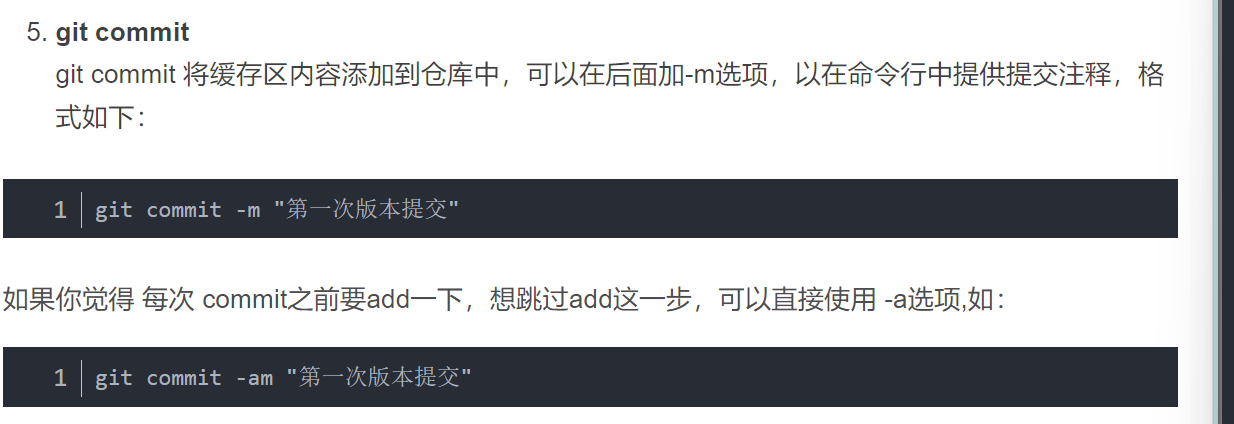 5. git commit
git commit 将缓存区内容添加到仓库中，可以在后面加-m选项，以在命令行中提供提交注释，格
式如下：
1 git commit -m "第一次版本提交"
如果你觉得 每次 commit之前要add一下，想跳过add这一步，可以直接使用 -a选项,如：
1 git commit -am "第一次版本提交"